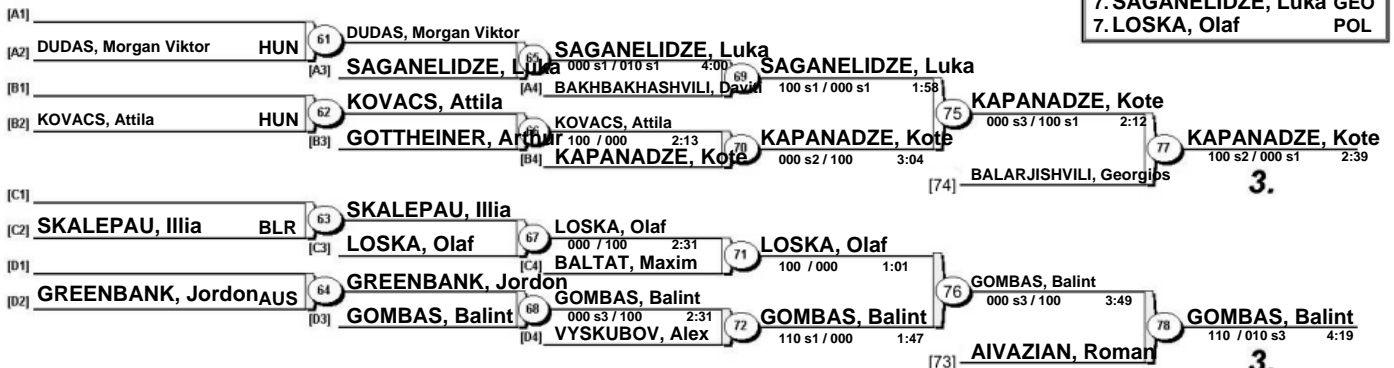 7. SAGANELIDZE, Luka GEO
7. LOSKA, Olaf POL
[A1]
[A2] DUDAS, Morgan Viktor HUN
61
DUDAS, Morgan Viktor
[A3] SAGANELIDZE, Luka
65
SAGANELIDZE, Luka
000 s1 / 010 s1 4:00
[A4] BAKHBAKHASHVILI, Daviti
69
SAGANELIDZE, Luka
100 s1 / 000 s1 1:58
[B1]
[B2] KOVACS, Attila HUN
62
KOVACS, Attila
[B3] GOTTHEINER, Arthur
66
KOVACS, Attila
100 / 000 2:13
[B4] KAPANADZE, Kote
70
KAPANADZE, Kote
000 s2 / 100 3:04
75
KAPANADZE, Kote
000 s3 / 100 s1 2:12
[74] BALARJISHVILI, Georgios
77
KAPANADZE, Kote
100 s2 / 000 s1 2:39
3.
[C1]
[C2] SKALEPAU, Illia BLR
63
SKALEPAU, Illia
[C3] LOSKA, Olaf
67
LOSKA, Olaf
000 / 100 2:31
[C4] BALTAT, Maxim
71
LOSKA, Olaf
100 / 000 1:01
[D1]
[D2] GREENBANK, Jordon AUS
64
GREENBANK, Jordon
[D3] GOMBAS, Balint
68
GOMBAS, Balint
000 s3 / 100 2:31
[D4] VYSKUBOV, Alex
72
GOMBAS, Balint
110 s1 / 000 1:47
76
GOMBAS, Balint
000 s3 / 100 3:49
[73] AIVAZIAN, Roman
78
GOMBAS, Balint
110 / 010 s3 4:19
3.